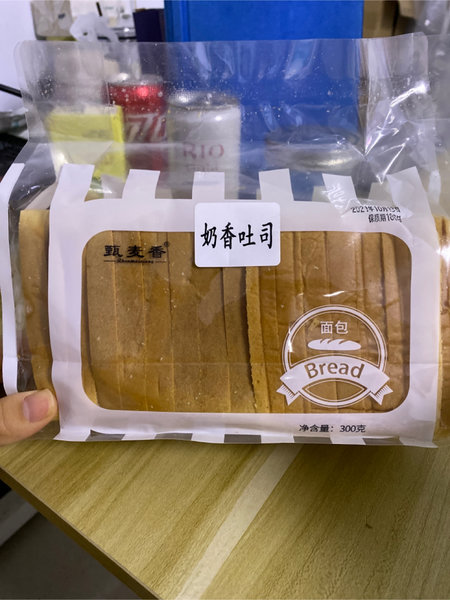 RIO
奶香吐司
甄麦香®
面包
Bread
净含量: 300克